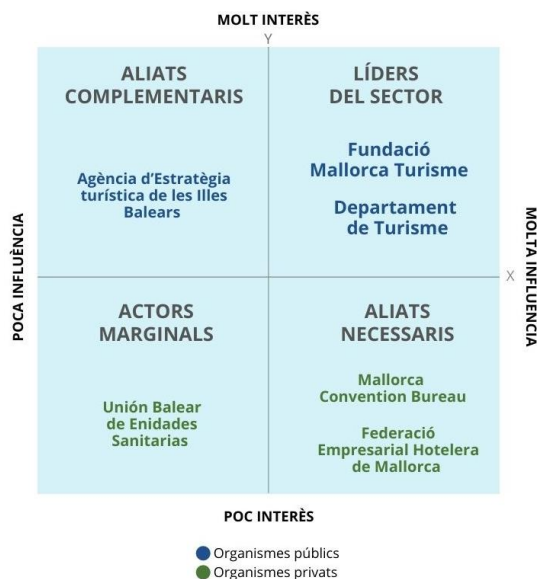 MOLT INTERÈS
Y
ALIATS
COMPLEMENTARIS
LÍDERS
DEL SECTOR
Agència d'Estratègia
turística de les Illes
Balears
Fundació
Mallorca Turisme
Departament
de Turisme
POCA INFLUÈNCIA
X
MOLTA INFLUENCIA
ACTORS
MARGINALS
ALIATS
NECESSARIS
Unión Balear
de Enidades
Sanitarias
Mallorca
Convention Bureau
Federació
Empresarial Hotelera
de Mallorca
POC INTERÈS
Organismes públics
Organismes privats